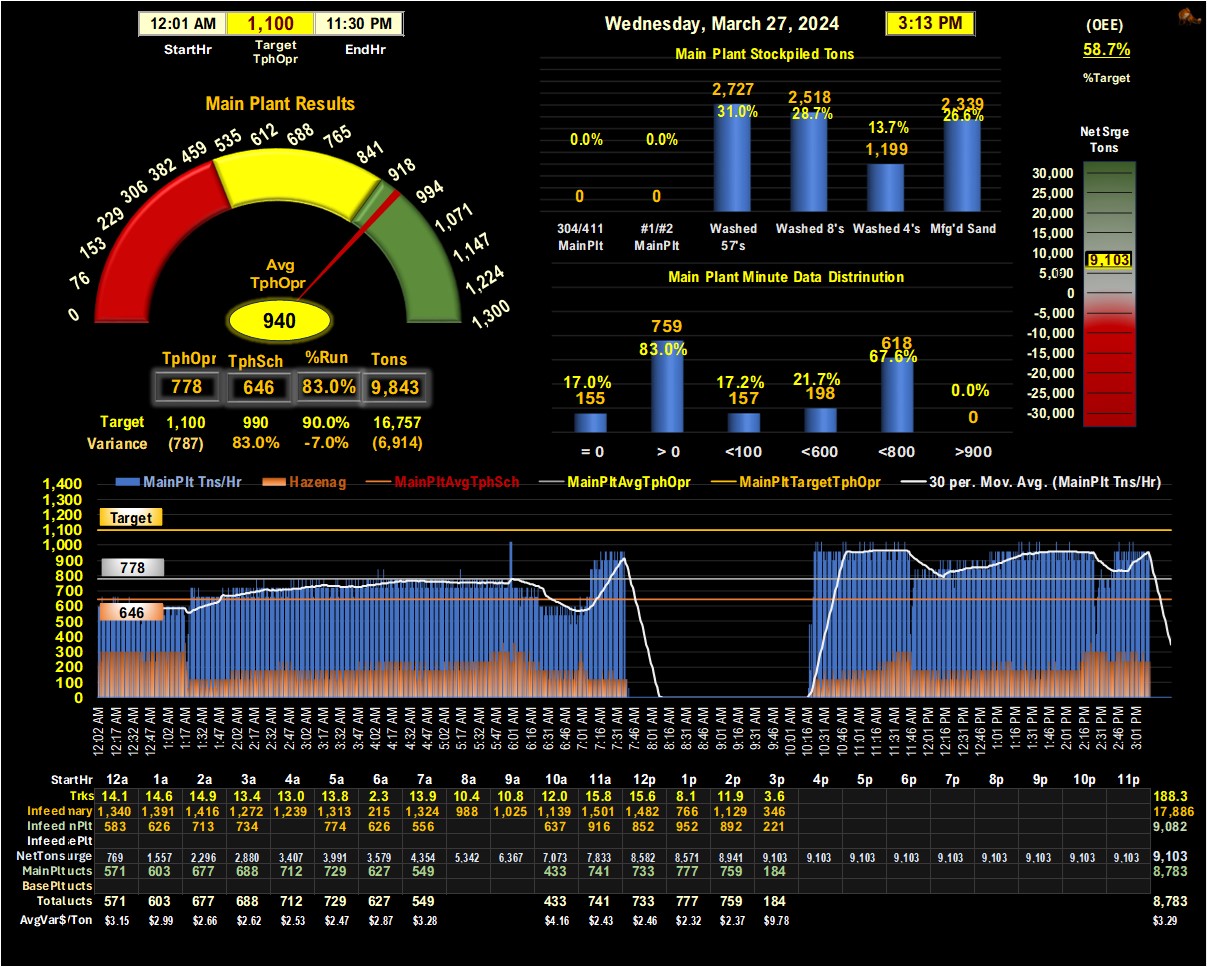 12:01 AM 1,100 11:30 PM
StartHr Target TphOpr EndHr
Wednesday, March 27, 2024 3:13 PM
(OEE)
58.7%
%Target
Main Plant Results
0 76 153 229 306 382 459 535 612 688 765 841 918 994 1,071 1,147 1,224 1,300
Avg
TphOpr
940
TphOpr TphSch %Run Tons
778 646 83.0% 9,843
Target 1,100 990 90.0% 16,757
Variance (787) 83.0% -7.0% (6,914)
Main Plant Stockpiled Tons
2,727 2,518 2,339
31.0% 28.7% 26.6%
0.0% 0.0% 13.7%
1,199
0 0
304/411 MainPlt #1/#2 MainPlt Washed 57's Washed 8's Washed 4's Mfg'd Sand
Main Plant Minute Data Distrinution
759 618
83.0% 67.6%
17.0% 17.2% 21.7% 0.0%
155 157 198 0
= 0 > 0 <100 <600 <800 >900
NetSrge
Tons
30,000
25,000
20,000
15,000
10,000
9,103
5,000
0
-5,000
-10,000
-15,000
-20,000
-25,000
-30,000
MainPlt Tns/Hr Hazenag MainPltAvgTphSch MainPltAvgTphOpr MainPltTargetTphOpr 30 per. Mov. Avg. (MainPlt Tns/Hr)
1,400
1,300
1,200
1,100
1,000
900
800
700
600
500
400
300
200
100
0
Target
778
646
12:02 AM 12:17 AM 12:32 AM 12:47 AM 1:02 AM 1:17 AM 1:32 AM 1:47 AM 2:02 AM 2:17 AM 2:32 AM 2:47 AM 3:02 AM 3:17 AM 3:32 AM 3:47 AM 4:02 AM 4:17 AM 4:32 AM 4:47 AM 5:02 AM 5:17 AM 5:32 AM 5:47 AM 6:01 AM 6:16 AM 6:31 AM 6:46 AM 7:01 AM 7:16 AM 7:31 AM 7:46 AM 8:01 AM 8:16 AM 8:31 AM 8:46 AM 9:01 AM 9:16 AM 9:31 AM 9:46 AM 10:01 AM 10:16 AM 10:31 AM 10:46 AM 11:01 AM 11:16 AM 11:31 AM 11:46 AM 12:01 PM 12:16 PM 12:31 PM 12:46 PM 1:01 PM 1:16 PM 1:31 PM 1:46 PM 2:01 PM 2:16 PM 2:31 PM 2:46 PM 3:01 PM
StartHr 12a 1a 2a 3a 4a 5a 6a 7a 8a 9a 10a 11a 12p 1p 2p 3p 4p 5p 6p 7p 8p 9p 10p 11p
Trks 14.1 14.6 14.9 13.4 13.0 13.8 2.3 13.9 10.4 10.8 12.0 15.8 15.6 8.1 11.9 3.6 188.3
Infeed nary 1,340 1,391 1,416 1,272 1,239 1,313 215 1,324 988 1,025 1,139 1,501 1,482 766 1,129 346 17,886
Infeed nPlt 583 626 713 734 774 626 556 637 916 852 952 892 221 9,082
Infeed ePlt
NetTons urge 769 1,557 2,296 2,880 3,407 3,991 3,579 4,354 5,342 6,367 7,073 7,833 8,582 8,571 8,941 9,103 9,103 9,103 9,103 9,103 9,103 9,103 9,103 9,103 9,103
MainPlt ucts 571 603 677 688 712 729 627 549 433 741 733 777 759 184 8,783
BasePlt ucts
Total ucts 571 603 677 688 712 729 627 549 433 741 733 777 759 184 8,783
AvgVar$/Ton $3.15 $2.99 $2.66 $2.62 $2.53 $2.47 $2.87 $3.28 $4.16 $2.43 $2.46 $2.32 $2.37 $9.78 $3.29